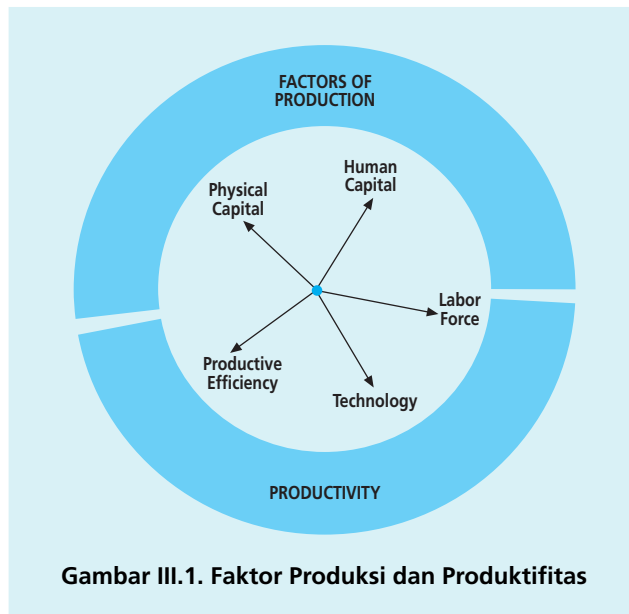 FACTORS OF
PRODUCTION
Human
Capital
Physical
Capital
Labor
Force
Productive
Efficiency
Technology
PRODUCTIVITY
Gambar III.1. Faktor Produksi dan Produktifitas